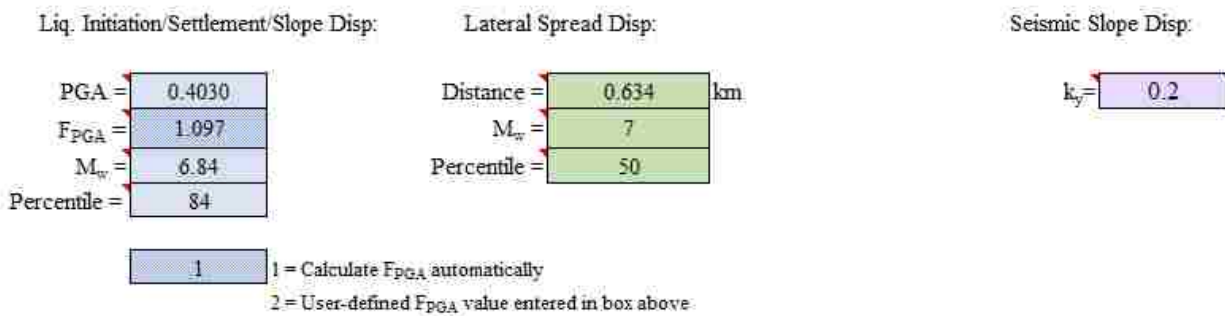 Liq. Initiation/Settlement/Slope Disp: Lateral Spread Disp: Seismic Slope Disp:
PGA = 0.4030 Distance = 0.634 km ky= 0.2
FPGA = 1.097 Mw = 7
Mw = 6.84 Percentile = 50
Percentile = 84
1 1 = Calculate FPGA automatically
2 = User-defined FPGA value entered in box above